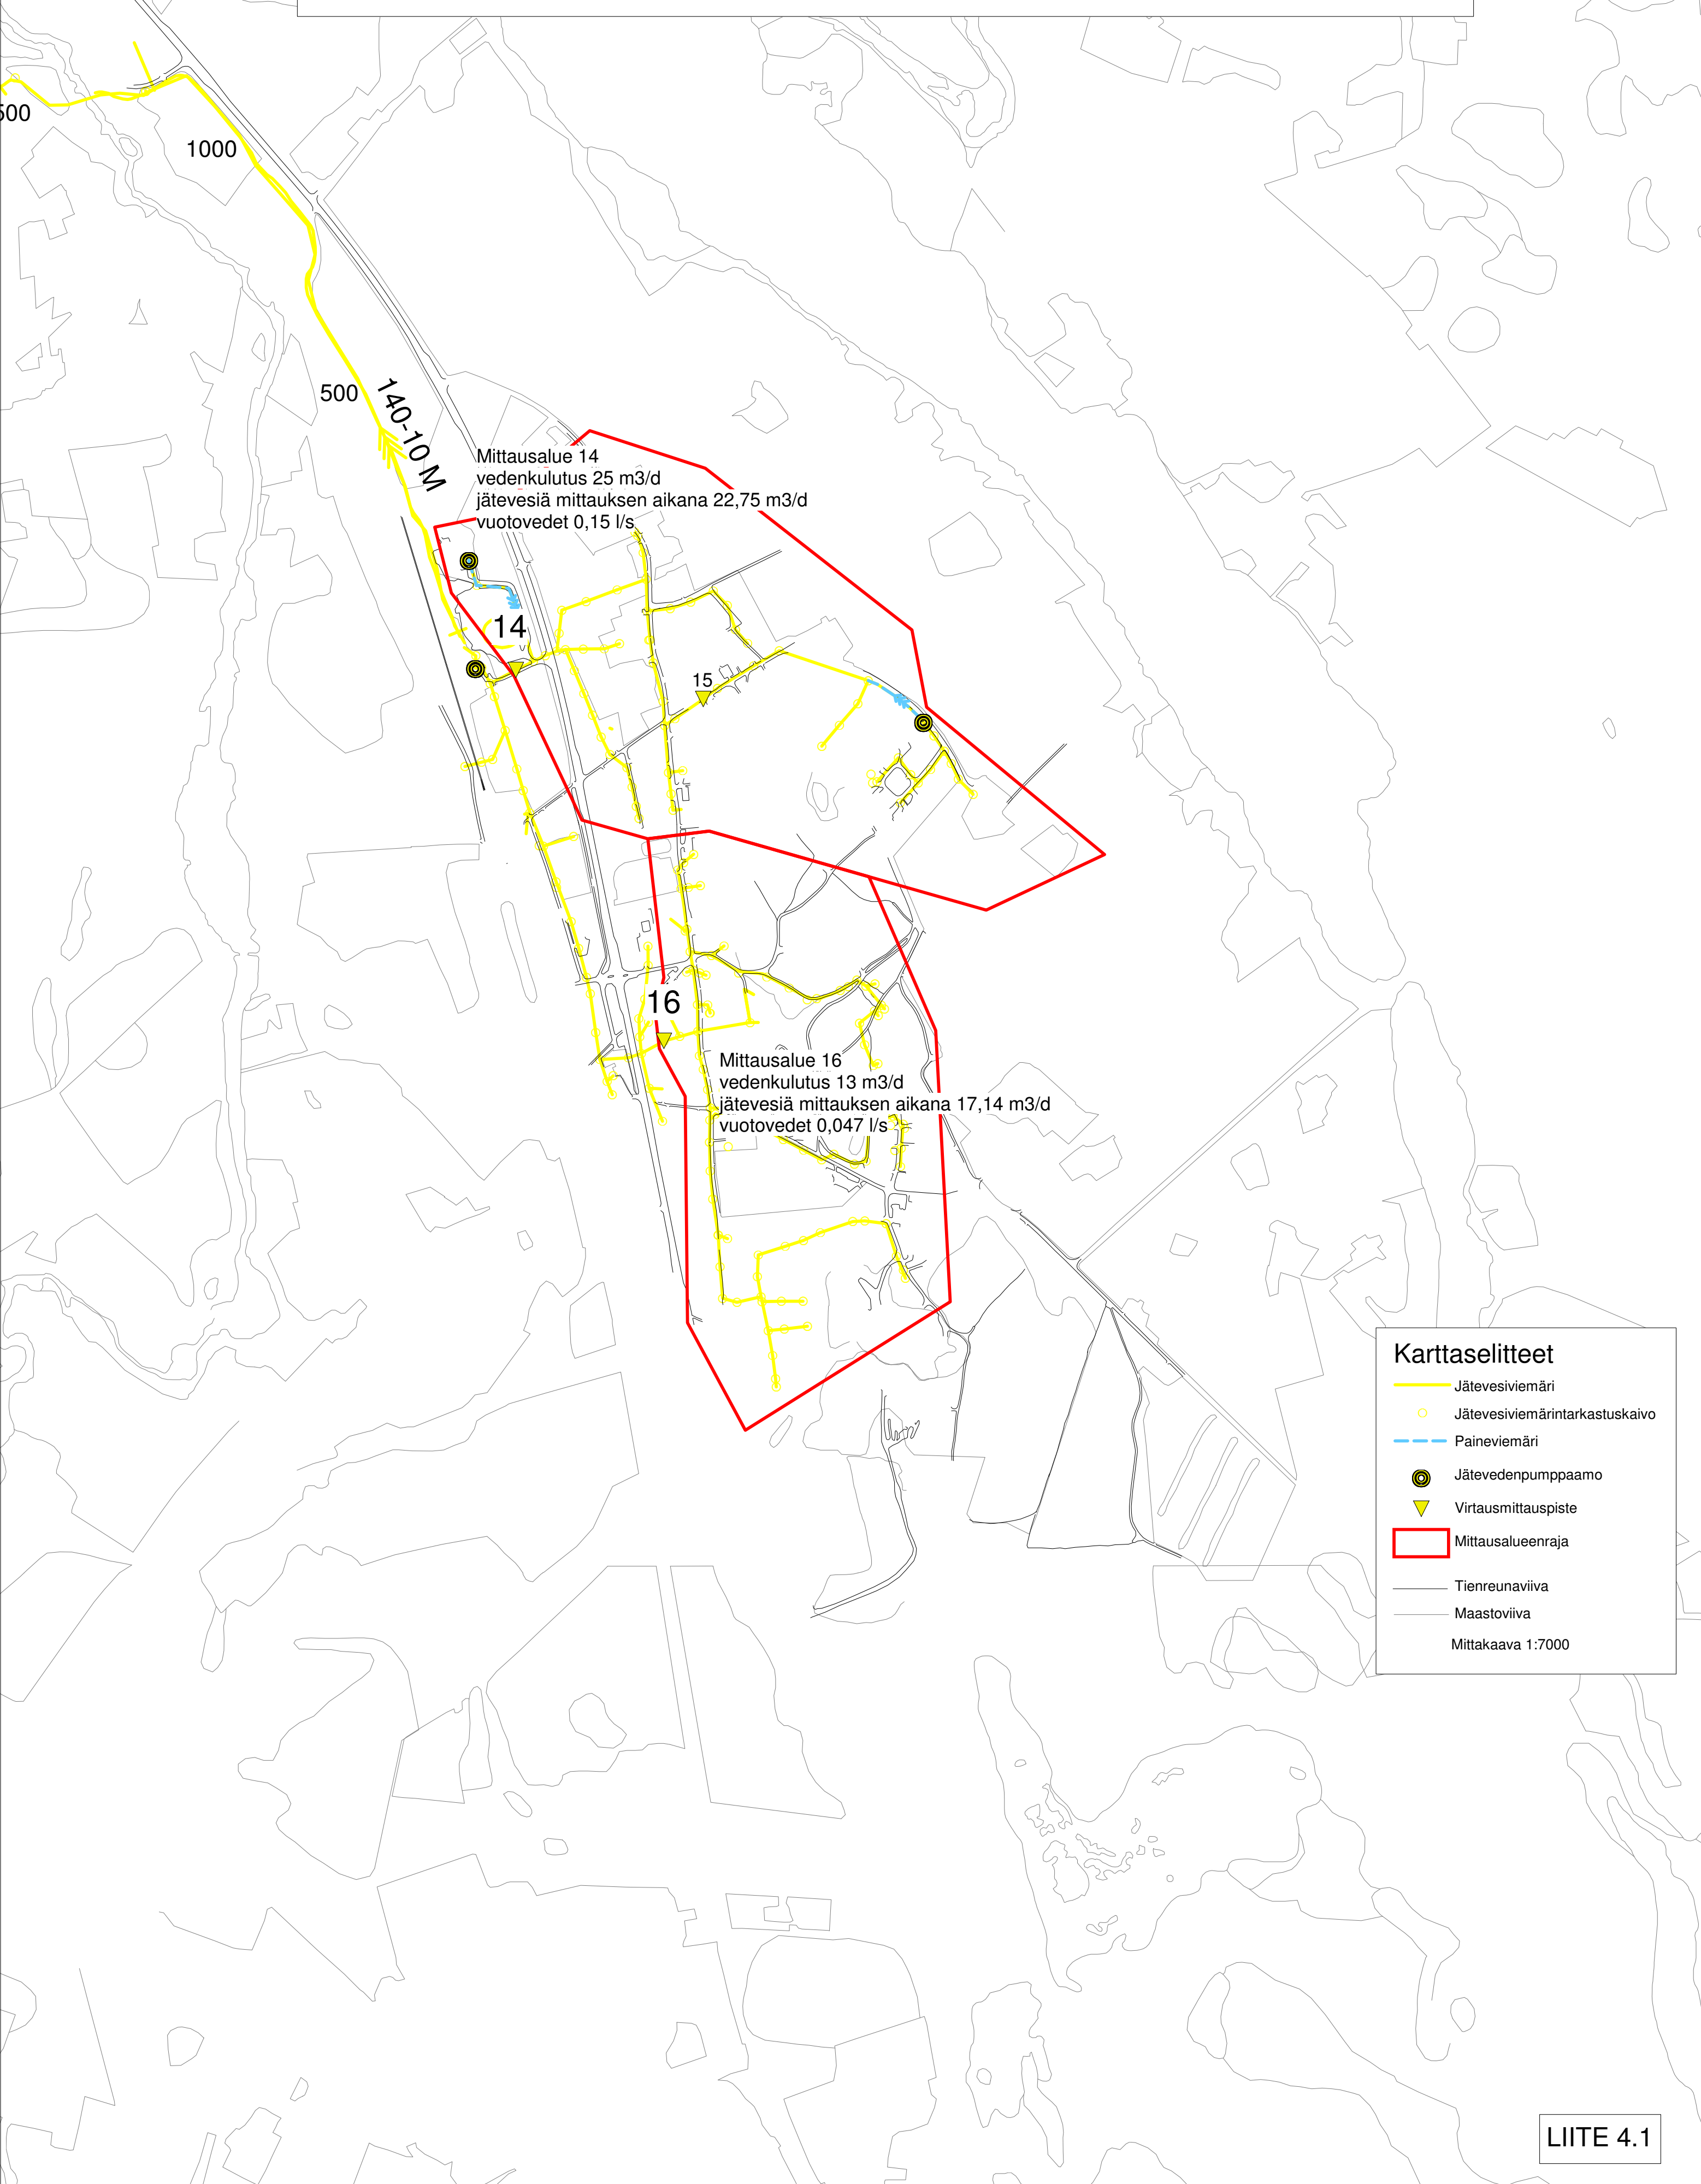 500
1000
500
140-10 M
Mittausalue 14
vedenkulutus 25 m3/d
jätevesiä mittauksen aikana 22,75 m3/d
vuotovedet 0,15 l/s
14
15
16
Mittausalue 16
vedenkulutus 13 m3/d
jätevesiä mittauksen aikana 17,14 m3/d
vuotovedet 0,047 l/s
Karttaselitteet
Jätevesiviemäri
Jätevesiviemärintarkastuskaivo
Paineviemäri
Jätevedenpumppaamo
Virtausmittauspiste
Mittausalueenraja
Tienreunaviiva
Maastoviiva
Mittakaava 1:7000
LIITE 4.1